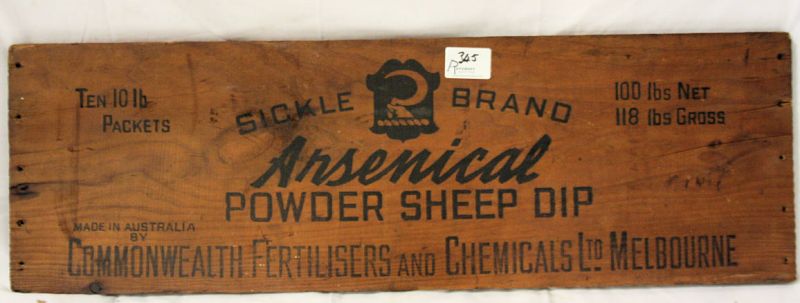 345
TEN 10 lb
PACKETS
SICKLE BRAND
100 lbs NET
118 lbs GROSS
Arsenical
POWDER SHEEP DIP
MADE IN AUSTRALIA
BY
COMMONWEALTH FERTILISERS AND CHEMICALS LTD MELBOURNE